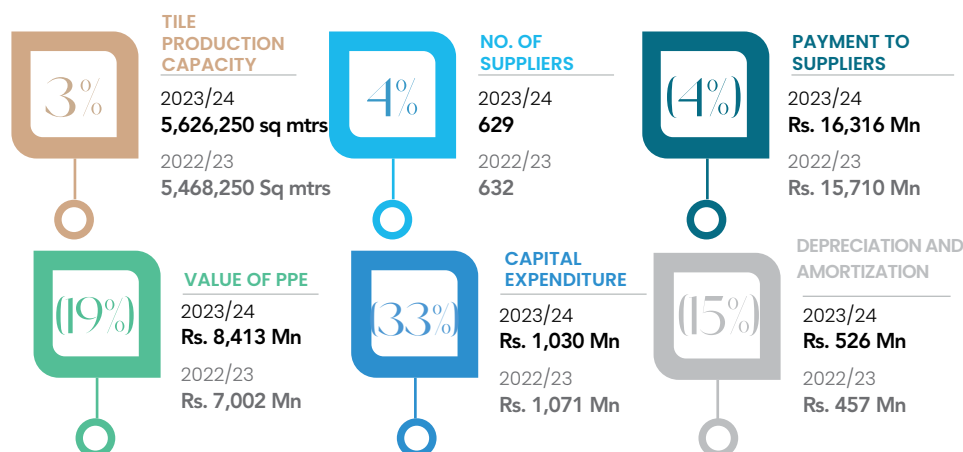 3%
TILE
PRODUCTION
CAPACITY
2023/24
5,626,250 sq mtrs
2022/23
5,468,250 Sq mtrs
4%
NO. OF
SUPPLIERS
2023/24
629
2022/23
632
(4%)
PAYMENT TO
SUPPLIERS
2023/24
Rs. 16,316 Mn
2022/23
Rs. 15,710 Mn
(19%)
VALUE OF PPE
2023/24
Rs. 8,413 Mn
2022/23
Rs. 7,002 Mn
(33%)
CAPITAL
EXPENDITURE
2023/24
Rs. 1,030 Mn
2022/23
Rs. 1,071 Mn
(15%)
DEPRECIATION AND
AMORTIZATION
2023/24
Rs. 526 Mn
2022/23
Rs. 457 Mn